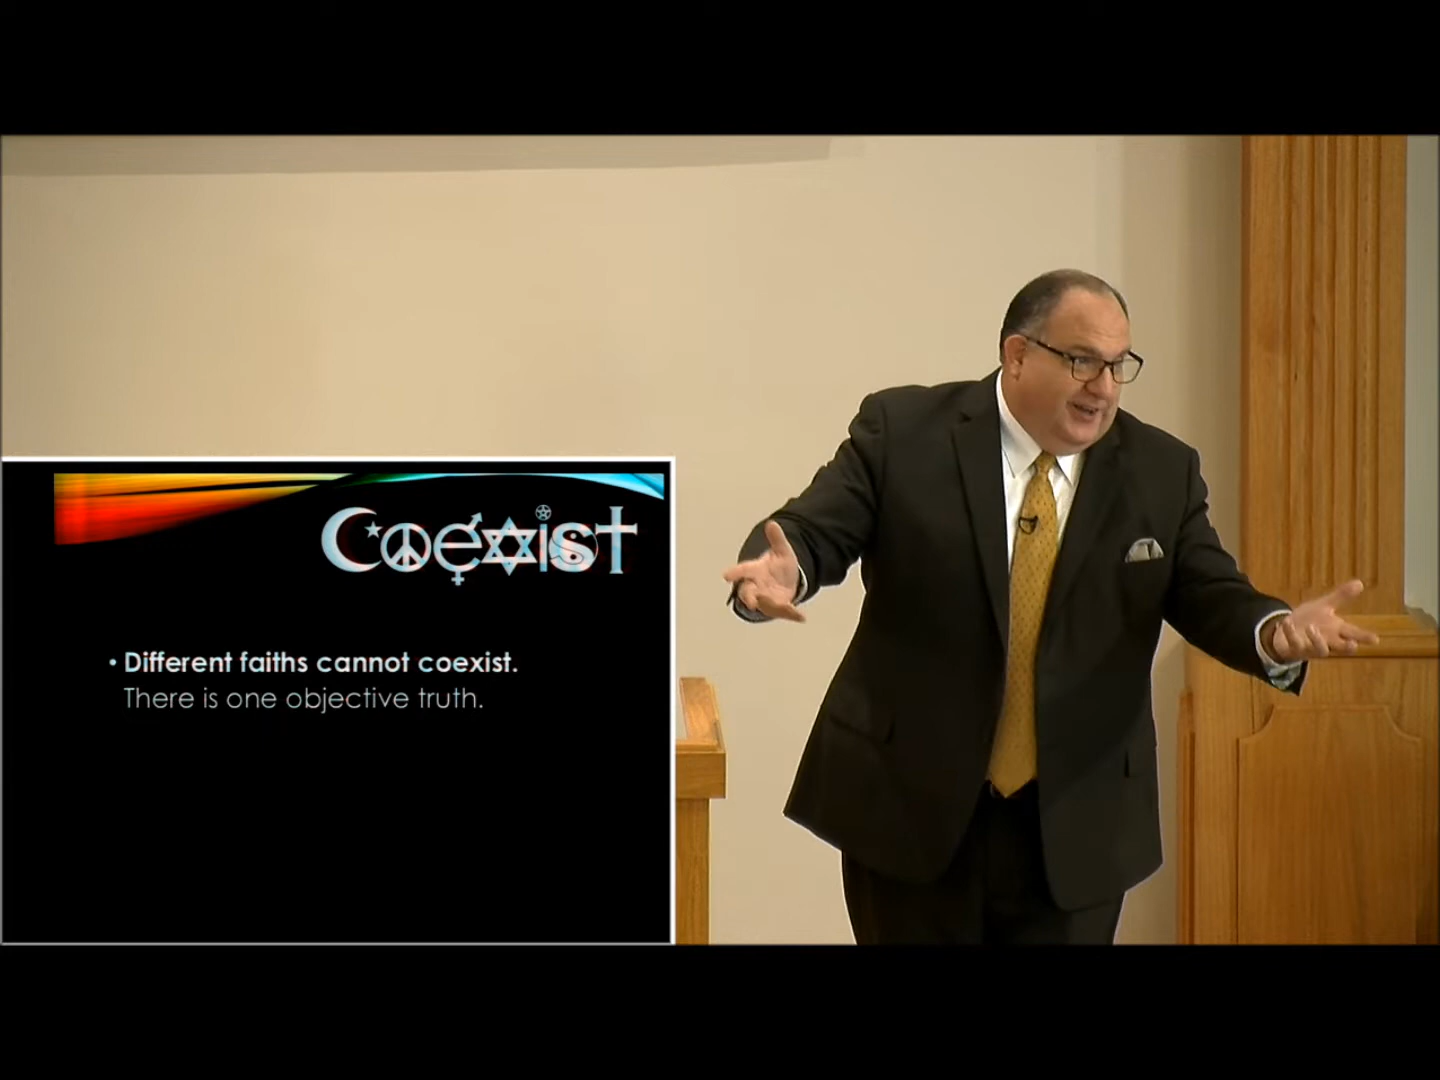 Coexist
• Different faiths cannot coexist.
There is one objective truth.